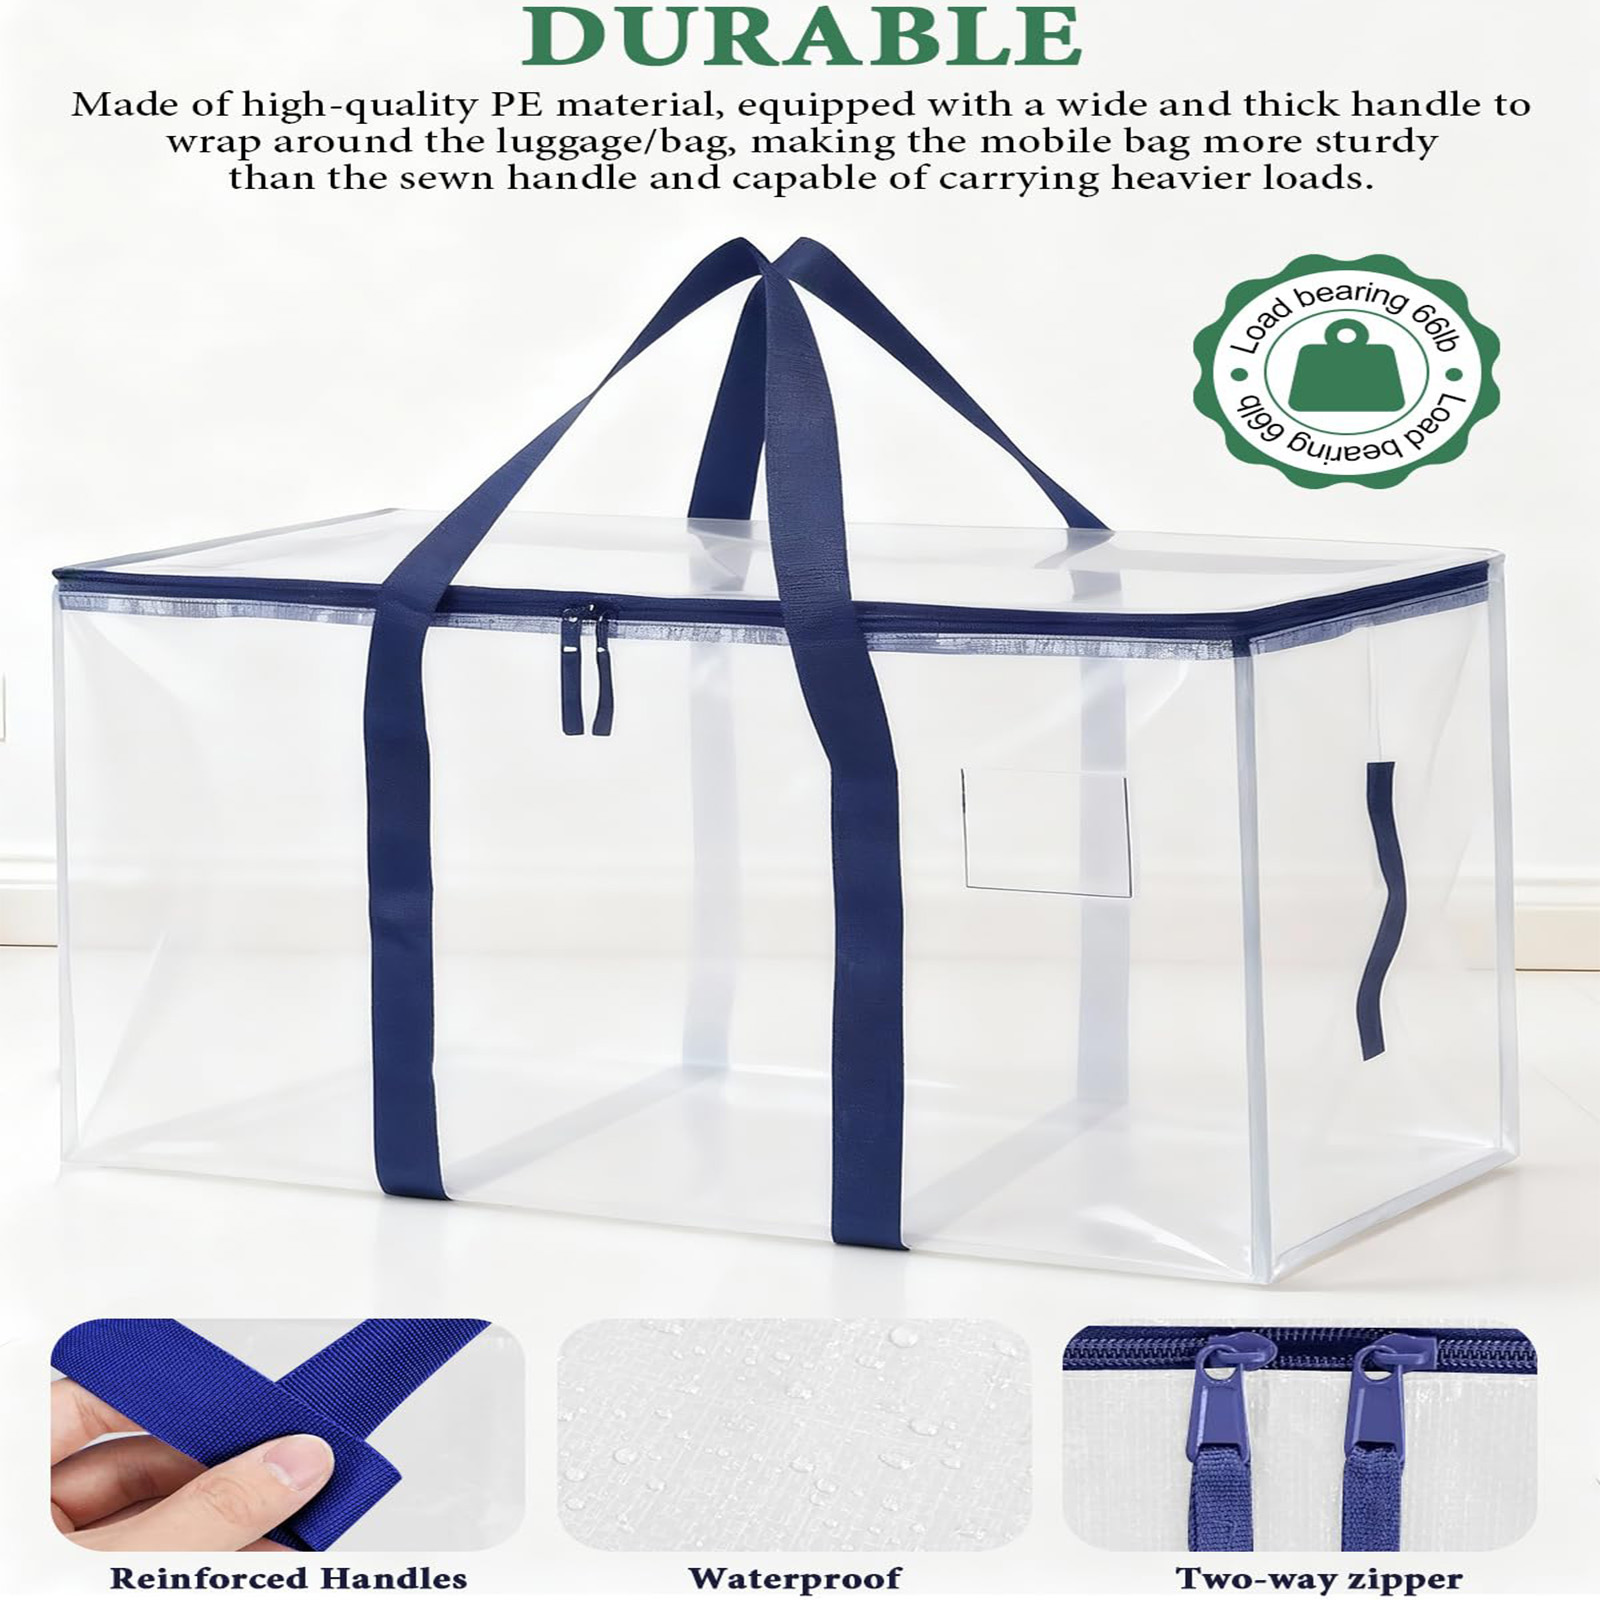 DURABLE
Made of high-quality PE material, equipped with a wide and thick handle to
wrap around the luggage/bag, making the mobile bag more sturdy
than the sewn handle and capable of carrying heavier loads.
Load bearing 66lb
Load bearing 66lb
Reinforced Handles
Waterproof
Two-way zipper